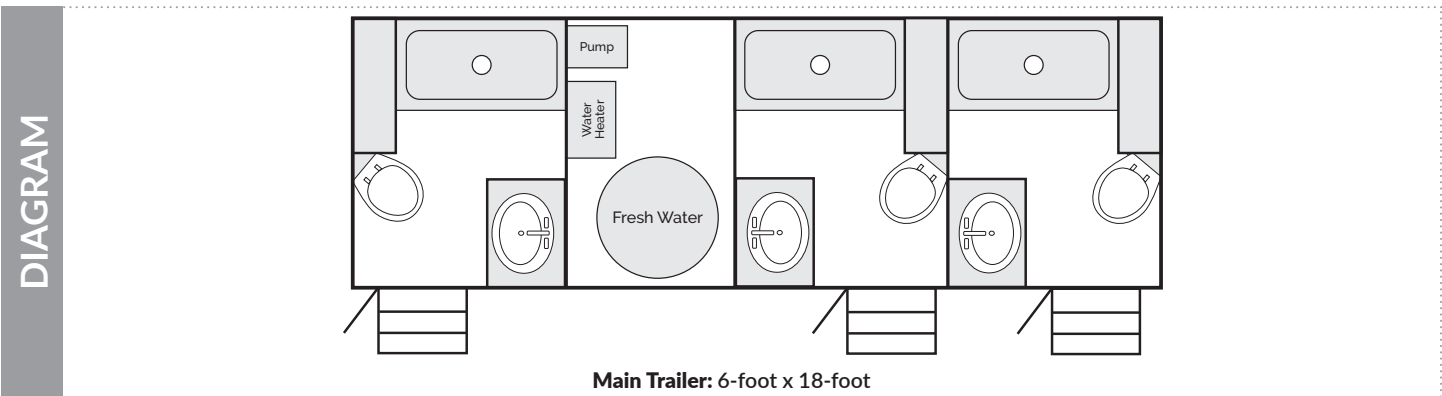 DIAGRAM
Pump
Water
Heater
Fresh Water
Main Trailer: 6-foot x 18-foot